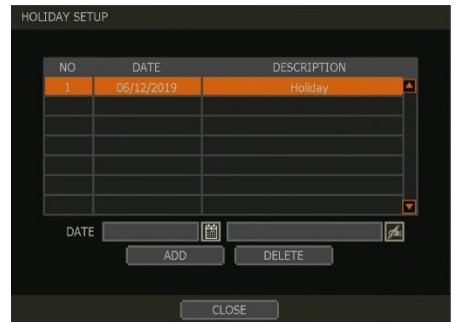 HOLIDAY SETUP
NO DATE DESCRIPTION
1 06/12/2019 Holiday
DATE
ADD DELETE
CLOSE